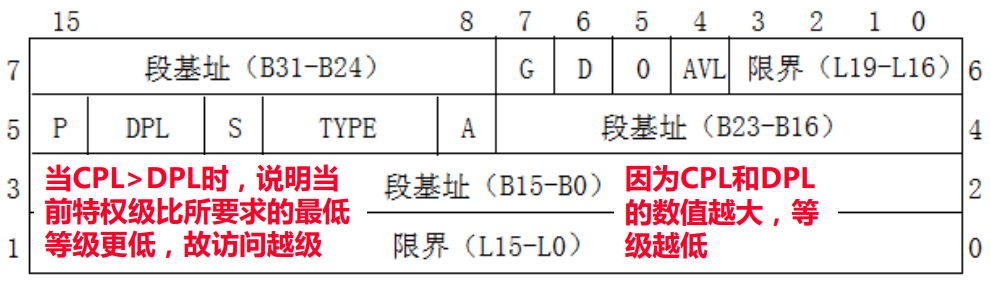 15 8 7 6 5 4 3 2 1 0
7 段基址（B31-B24） G D 0 AVL 限界（L19-L16） 6
5 P DPL S TYPE A 段基址（B23-B16） 4
3 段基址（B15-B0） 2
1 限界（L15-L0） 0
当CPL>DPL时，说明当
前特权级比所要求的最低
等级更低，故访问越级
因为CPL和DPL
的数值越大，等
级越低